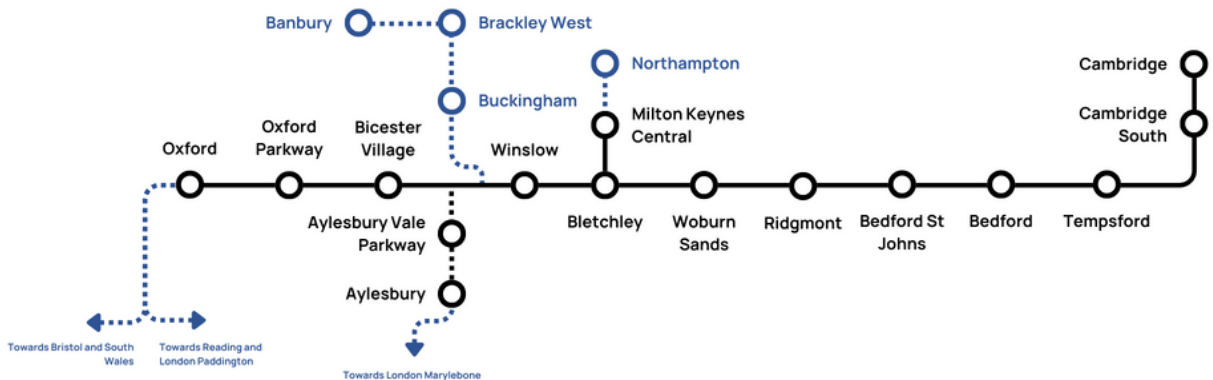 Banbury
Brackley West
Northampton
Cambridge
Buckingham
Milton Keynes
Central
Cambridge
South
Oxford
Oxford
Parkway
Bicester
Village
Winslow
Aylesbury Vale
Parkway
Bletchley
Woburn
Sands
Ridgmont
Bedford St
Johns
Bedford
Tempsford
Aylesbury
Towards Bristol and South
Wales
Towards Reading and
London Paddington
Towards London Marylebone